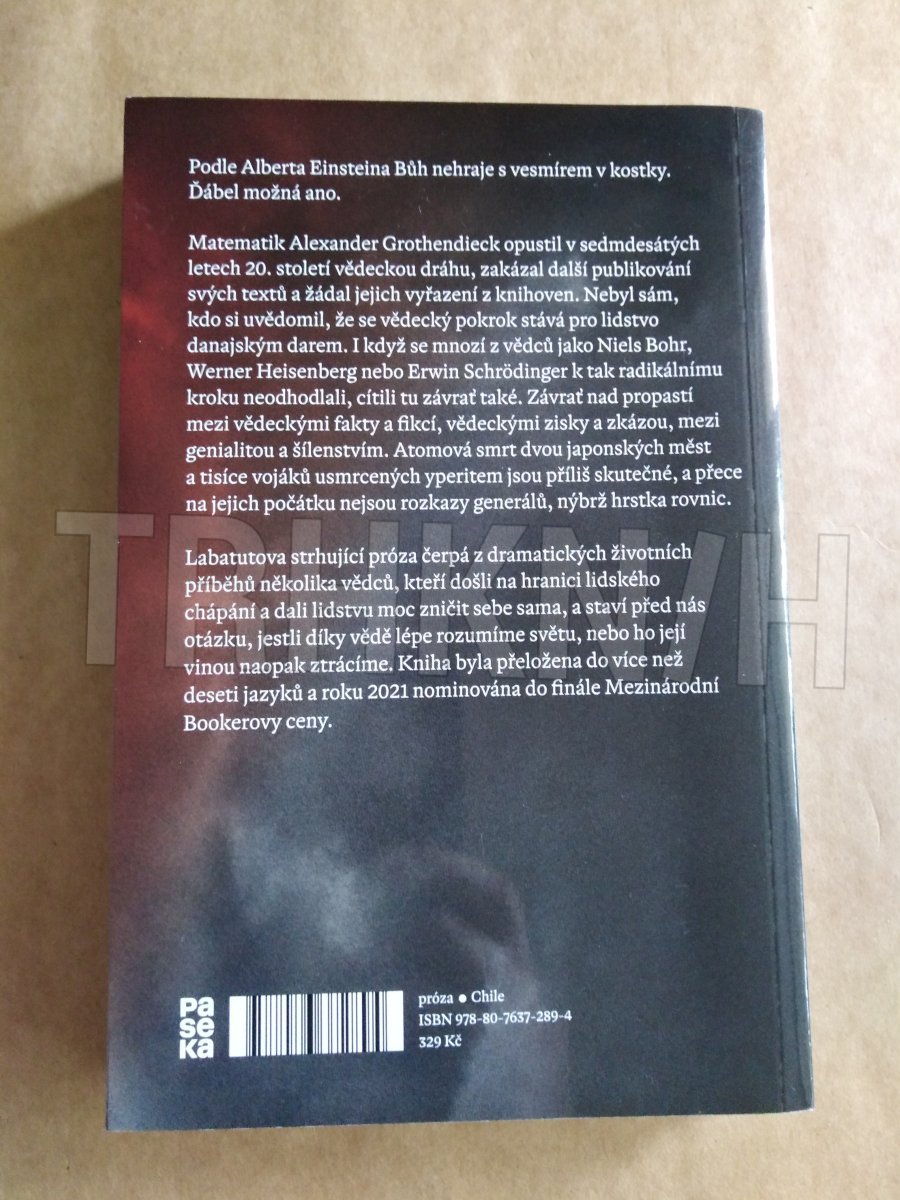 Podle Alberta Einsteina Bůh nehraje s vesmírem v kostky.
Ďábel možná ano.
Matematik Alexander Grothendieck opustil v sedmdesátých
letech 20. století vědeckou dráhu, zakázal další publikování
svých textů a žádal jejich vyřazení z knihoven. Nebyl sám,
kdo si uvědomil, že se vědecký pokrok stává pro lidstvo
danajským darem. I když se mnozí z vědců jako Niels Bohr,
Werner Heisenberg nebo Erwin Schrödinger k tak radikálnímu
kroku neodhodlali, cítili tu závrať také. Závrať nad propastí
mezi vědeckými fakty a fikcí, vědeckými zisky a zkázou, mezi
genialitou a šílenstvím. Atomová smrt dvou japonských měst
a tisíce vojáků usmrcených yperitem jsou příliš skutečné, a přece
na jejich počátku nejsou rozkazy generálů, nýbrž hrstka rovnic.
Labatutova strhující próza čerpá z dramatických životních
příběhů několika vědců, kteří došli na hranici lidského
chápání a dali lidstvu moc zničit sebe sama, a staví před nás
otázku, jestli díky vědě lépe rozumíme světu, nebo ho její
vinou naopak ztrácíme. Kniha byla přeložena do více než
deseti jazyků a roku 2021 nominována do finále Mezinárodní
Bookerovy ceny.
Pa
se
Ka
próza • Chile
ISBN 978-80-7637-289-4
329 Kč